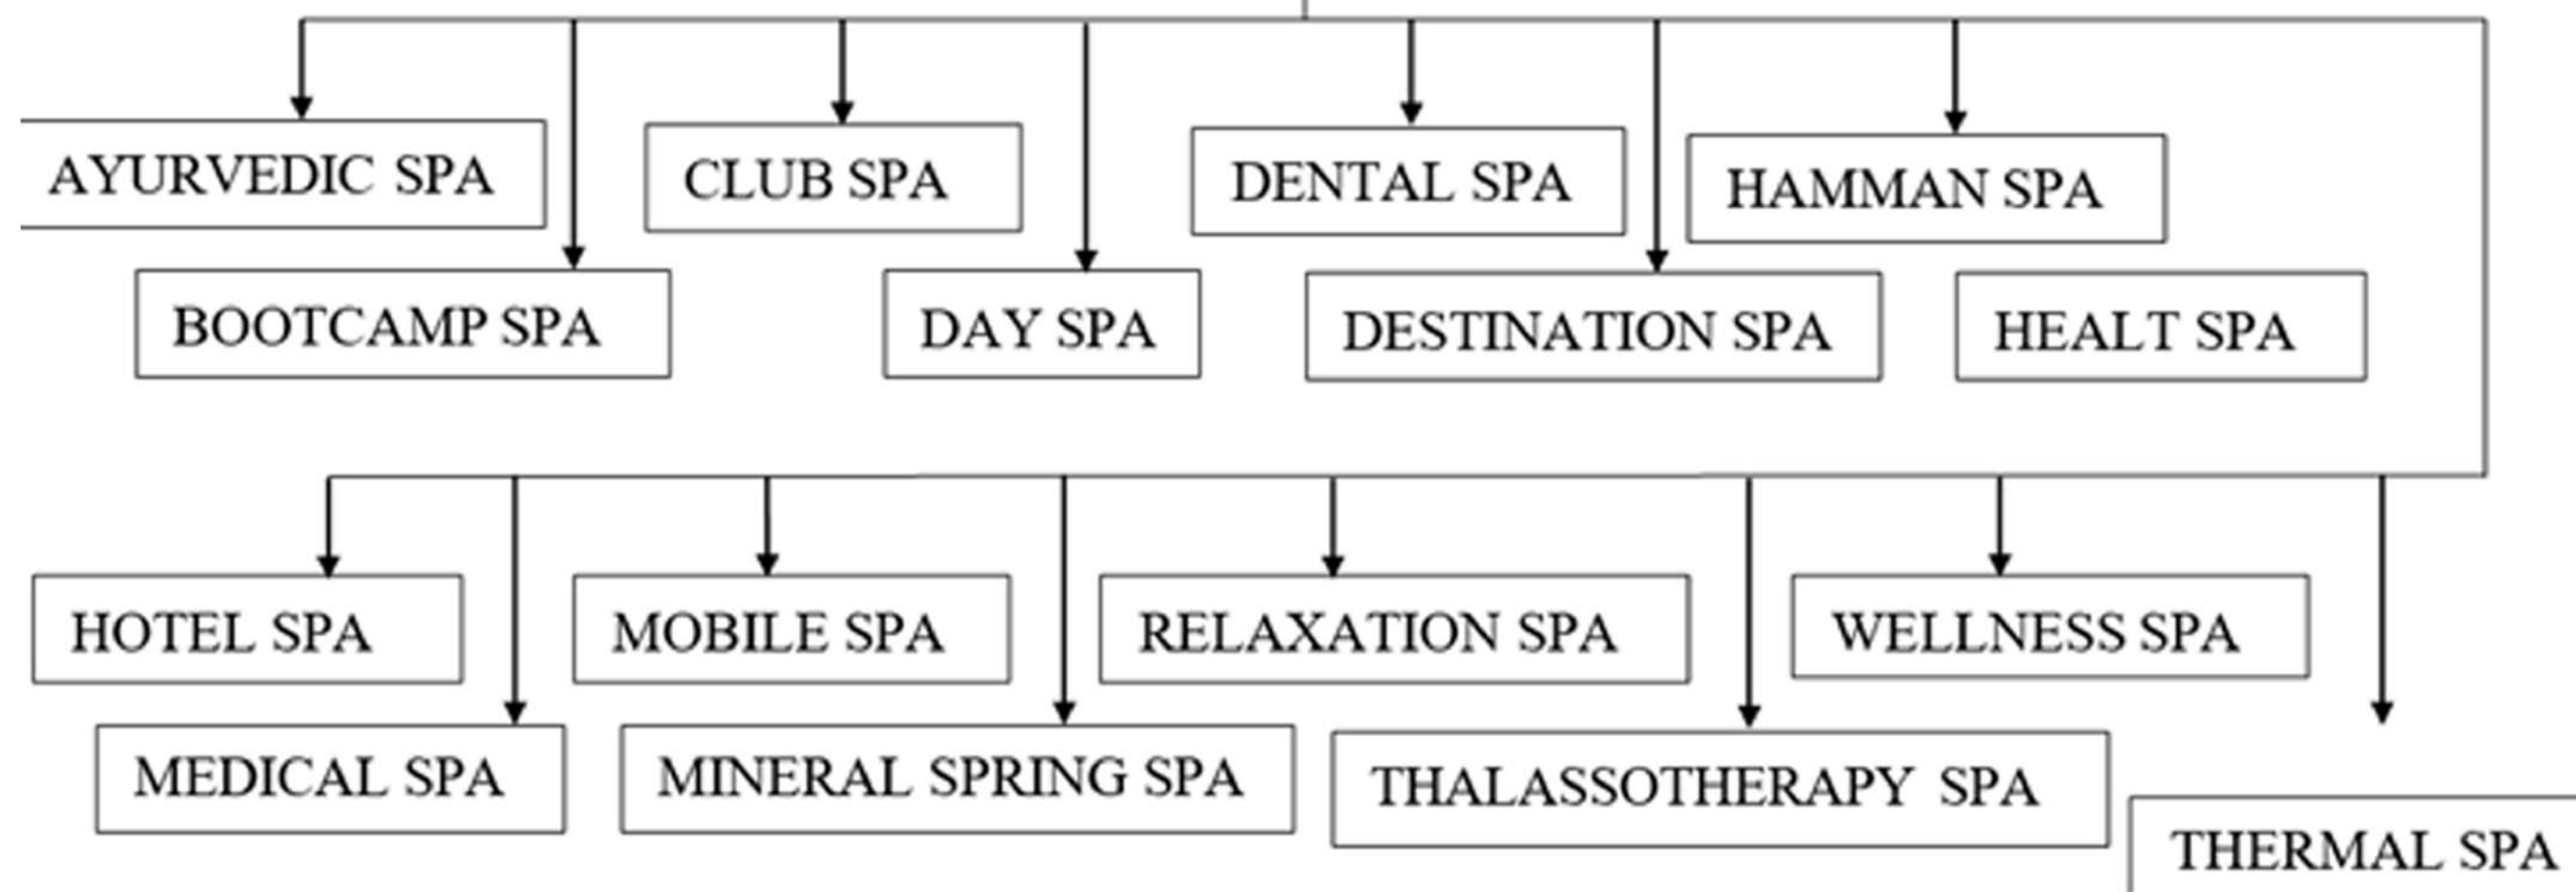 AYURVEDIC SPA
CLUB SPA
DENTAL SPA
HAMMAN SPA
BOOTCAMP SPA
DAY SPA
DESTINATION SPA
HEALT SPA
HOTEL SPA
MOBILE SPA
RELAXATION SPA
WELLNESS SPA
MEDICAL SPA
MINERAL SPRING SPA
THALASSOTHERAPY SPA
THERMAL SPA